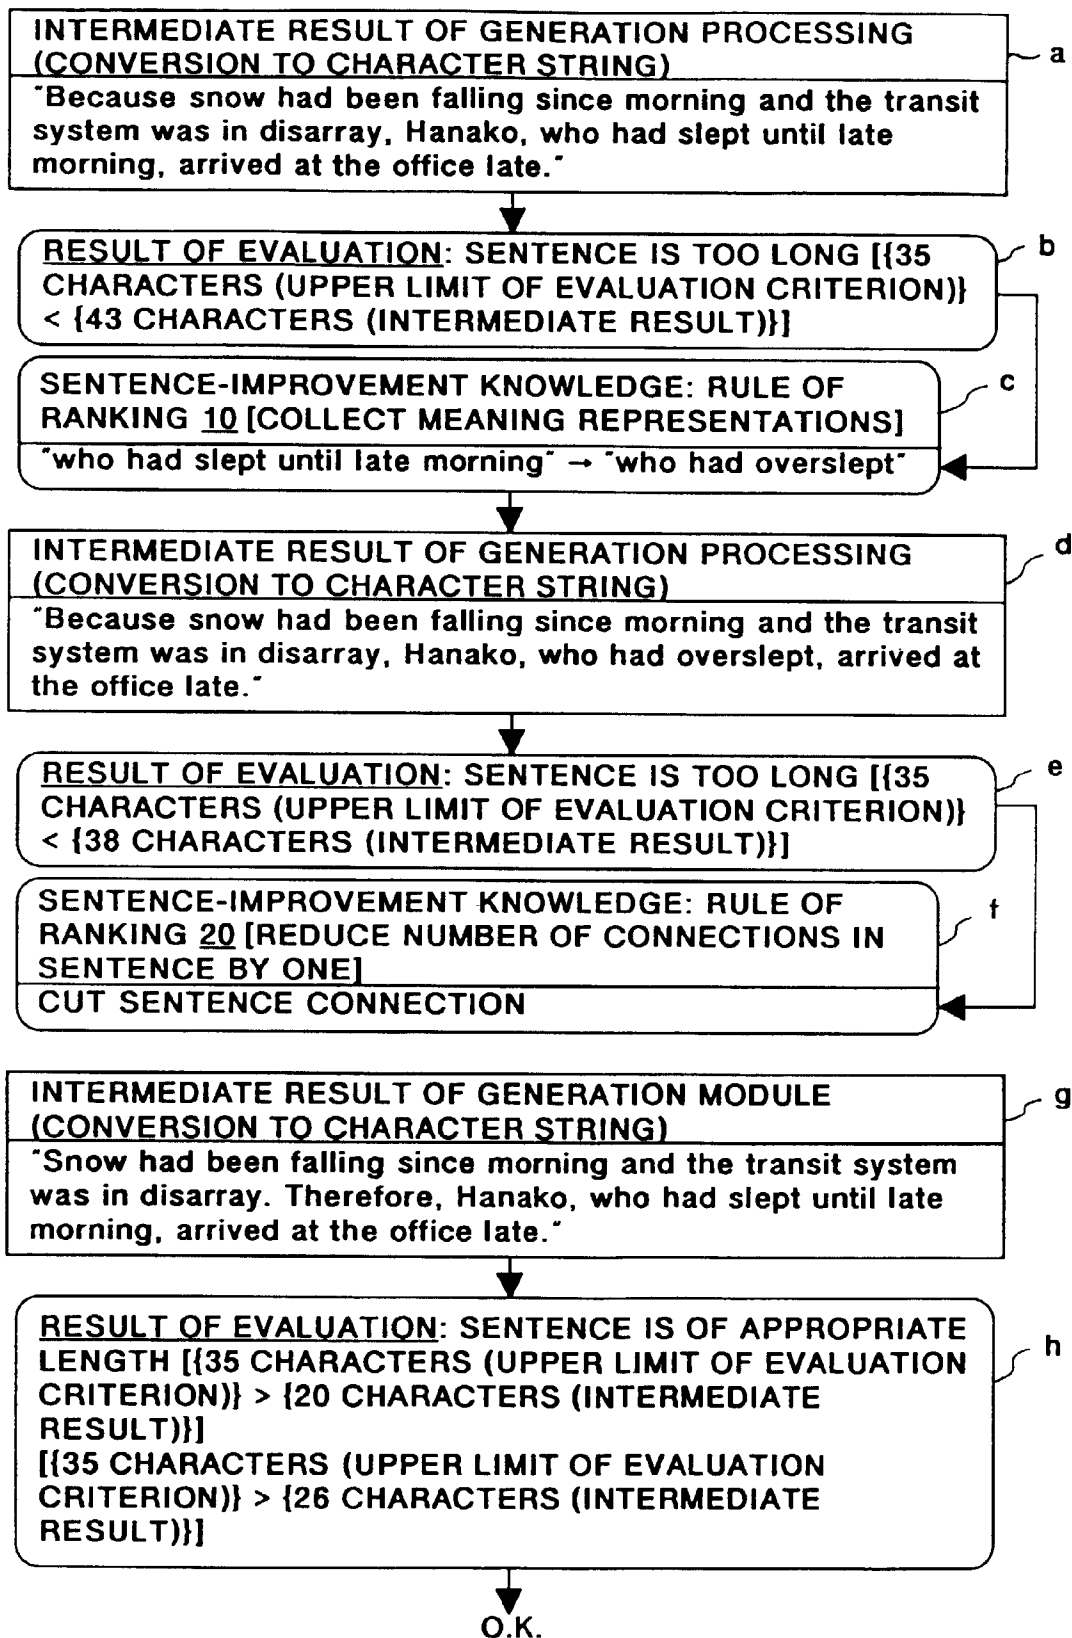 INTERMEDIATE RESULT OF GENERATION PROCESSING
(CONVERSION TO CHARACTER STRING)
a
"Because snow had been falling since morning and the transit
system was in disarray, Hanako, who had slept until late
morning, arrived at the office late."
RESULT OF EVALUATION: SENTENCE IS TOO LONG [{35
b
CHARACTERS (UPPER LIMIT OF EVALUATION CRITERION)}
< {43 CHARACTERS (INTERMEDIATE RESULT)}]
SENTENCE-IMPROVEMENT KNOWLEDGE: RULE OF
c
RANKING 10 [COLLECT MEANING REPRESENTATIONS]
"who had slept until late morning" → "who had overslept"
INTERMEDIATE RESULT OF GENERATION PROCESSING
d
(CONVERSION TO CHARACTER STRING)
"Because snow had been falling since morning and the transit
system was in disarray, Hanako, who had overslept, arrived at
the office late."
RESULT OF EVALUATION: SENTENCE IS TOO LONG [{35
e
CHARACTERS (UPPER LIMIT OF EVALUATION CRITERION)}
< {38 CHARACTERS (INTERMEDIATE RESULT)}]
SENTENCE-IMPROVEMENT KNOWLEDGE: RULE OF
f
RANKING 20 [REDUCE NUMBER OF CONNECTIONS IN
SENTENCE BY ONE]
CUT SENTENCE CONNECTION
INTERMEDIATE RESULT OF GENERATION MODULE
g
(CONVERSION TO CHARACTER STRING)
"Snow had been falling since morning and the transit system
was in disarray. Therefore, Hanako, who had slept until late
morning, arrived at the office late."
RESULT OF EVALUATION: SENTENCE IS OF APPROPRIATE
h
LENGTH [{35 CHARACTERS (UPPER LIMIT OF EVALUATION
CRITERION)} > {20 CHARACTERS (INTERMEDIATE
RESULT)}]
[{35 CHARACTERS (UPPER LIMIT OF EVALUATION
CRITERION)} > {26 CHARACTERS (INTERMEDIATE
RESULT)}]
O.K.